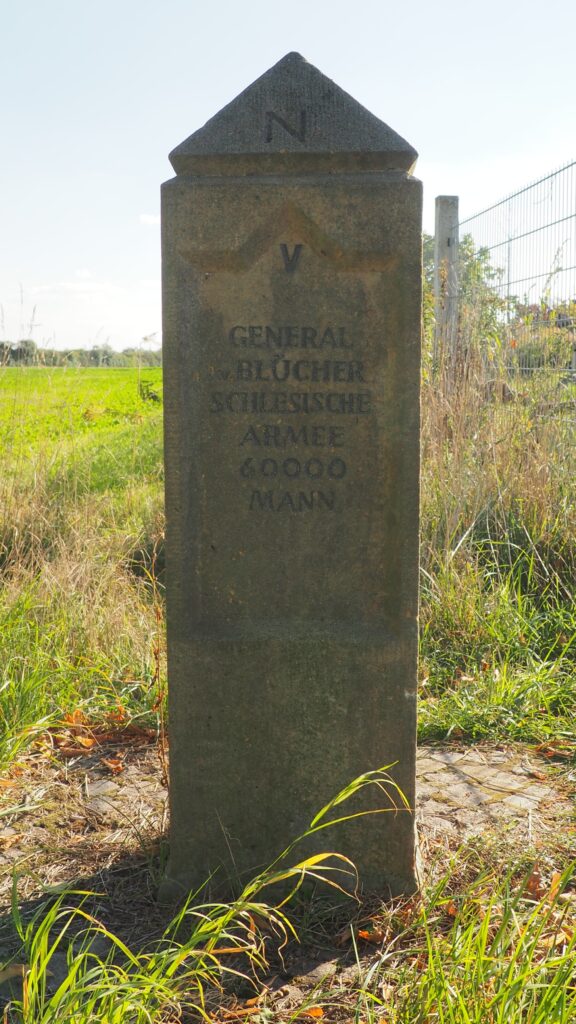 N
V
GENERAL
v. BLÜCHER
SCHLESISCHE
ARMEE
60000
MANN